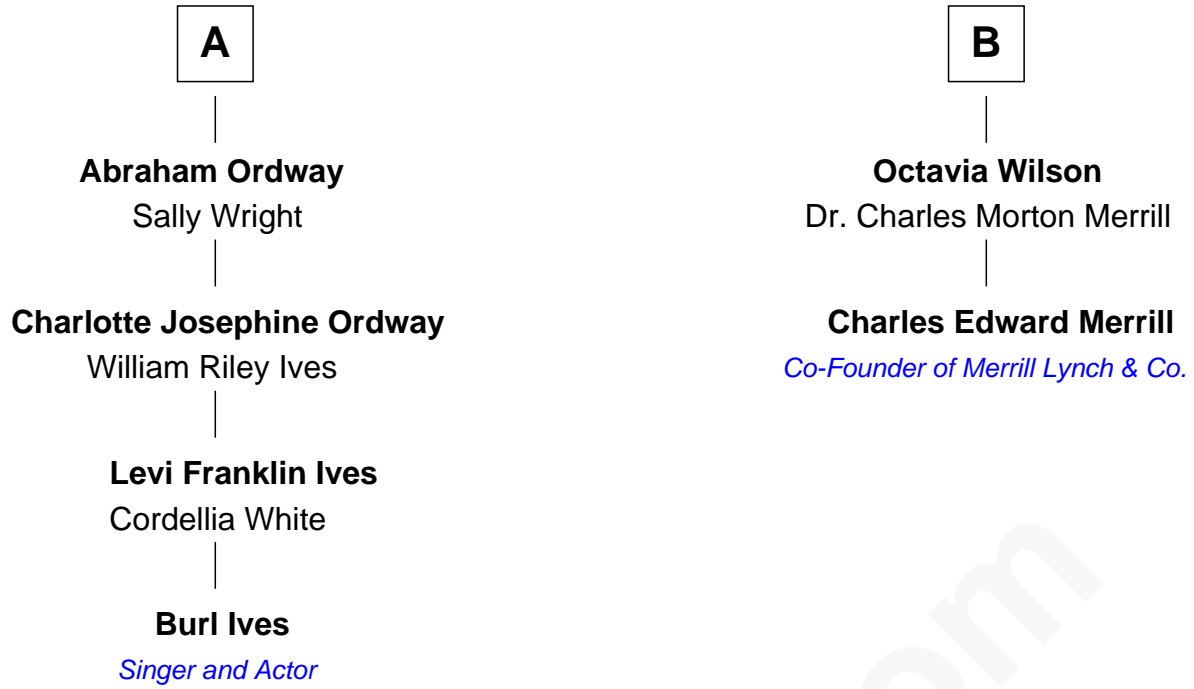 A
Abraham Ordway
Sally Wright
Charlotte Josephine Ordway
William Riley Ives
Levi Franklin Ives
Cordellia White
Burl Ives
Singer and Actor
B
Octavia Wilson
Dr. Charles Morton Merrill
Charles Edward Merrill
Co-Founder of Merrill Lynch & Co.
om